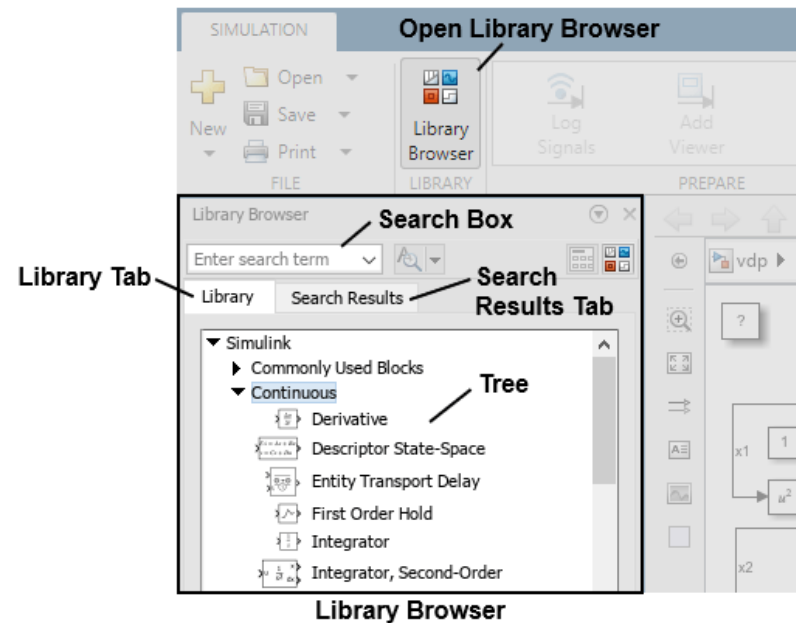 SIMULATION
Open Library Browser
New
Open
Save
Print
Library
Browser
Log
Signals
Add
Viewer
FILE
LIBRARY
PREPARE
Library Browser
Search Box
Enter search term
Library Tab
Library
Search Results
Search
Results Tab
vdp
?
Simulink
Commonly Used Blocks
Continuous
Tree
Derivative
Descriptor State-Space
Entity Transport Delay
First Order Hold
Integrator
Integrator, Second-Order
x1
1
u²
x2
Library Browser